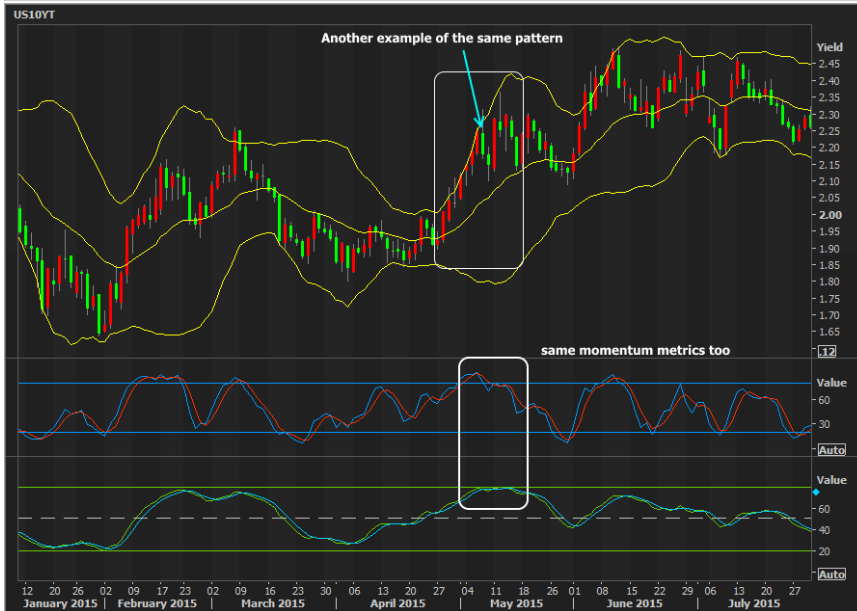 US10YT
Another example of the same pattern
Yield
2.45
2.40
2.35
2.30
2.25
2.20
2.15
2.10
2.05
2.00
1.95
1.90
1.85
1.80
1.75
1.70
1.65
.12
same momentum metrics too
Value
60
30
Auto
Value
60
40
20
Auto
12 20 26 02 09 17 23 02 09 16 23 30 06 13 20 27 04 11 18 26 01 08 15 22 29 06 13 20 27
January 2015 February 2015 March 2015 April 2015 May 2015 June 2015 July 2015